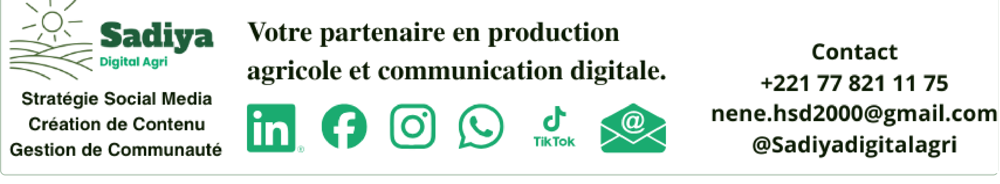 Sadiya
Digital Agri
Stratégie Social Media
Création de Contenu
Gestion de Communauté
Votre partenaire en production
agricole et communication digitale.
in ®
f
TikTok
@
Contact
+221 77 821 11 75
nene.hsd2000@gmail.com
@Sadiyadigitalagri